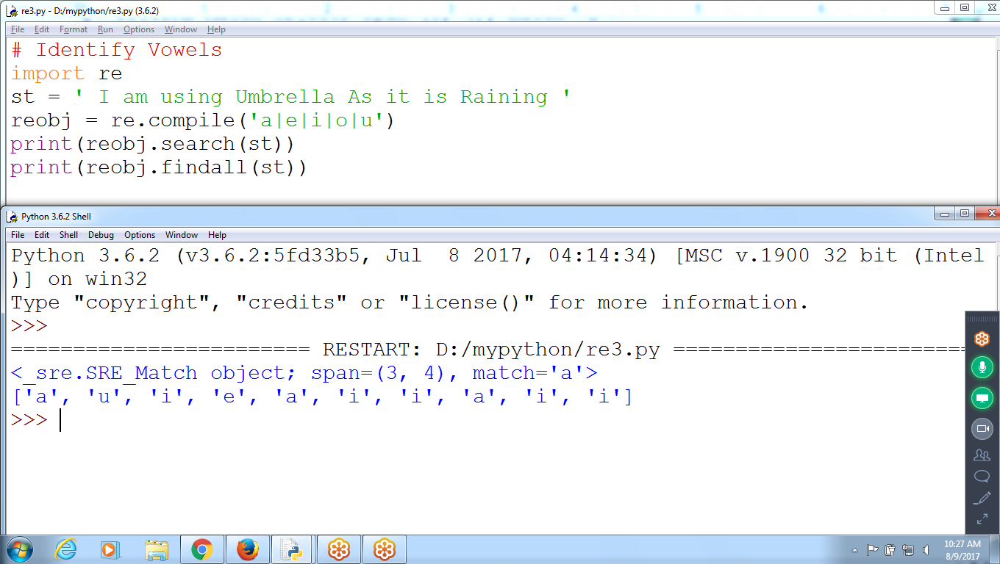 re3.py - D:/mypython/re3.py (3.6.2)
File Edit Format Run Options Window Help
# Identify Vowels
import re
st = ' I am using Umbrella As it is Raining '
reobj = re.compile('a|e|i|o|u')
print(reobj.search(st))
print(reobj.findall(st))
Python 3.6.2 Shell
File Edit Shell Debug Options Window Help
Python 3.6.2 (v3.6.2:5fd33b5, Jul  8 2017, 04:14:34) [MSC v.1900 32 bit (Intel
)] on win32
Type "copyright", "credits" or "license()" for more information.
>>>
======================== RESTART: D:/mypython/re3.py ========================
<_sre.SRE_Match object; span=(3, 4), match='a'>
['a', 'u', 'i', 'e', 'a', 'i', 'i', 'a', 'i', 'i']
>>>
10:27 AM
8/9/2017